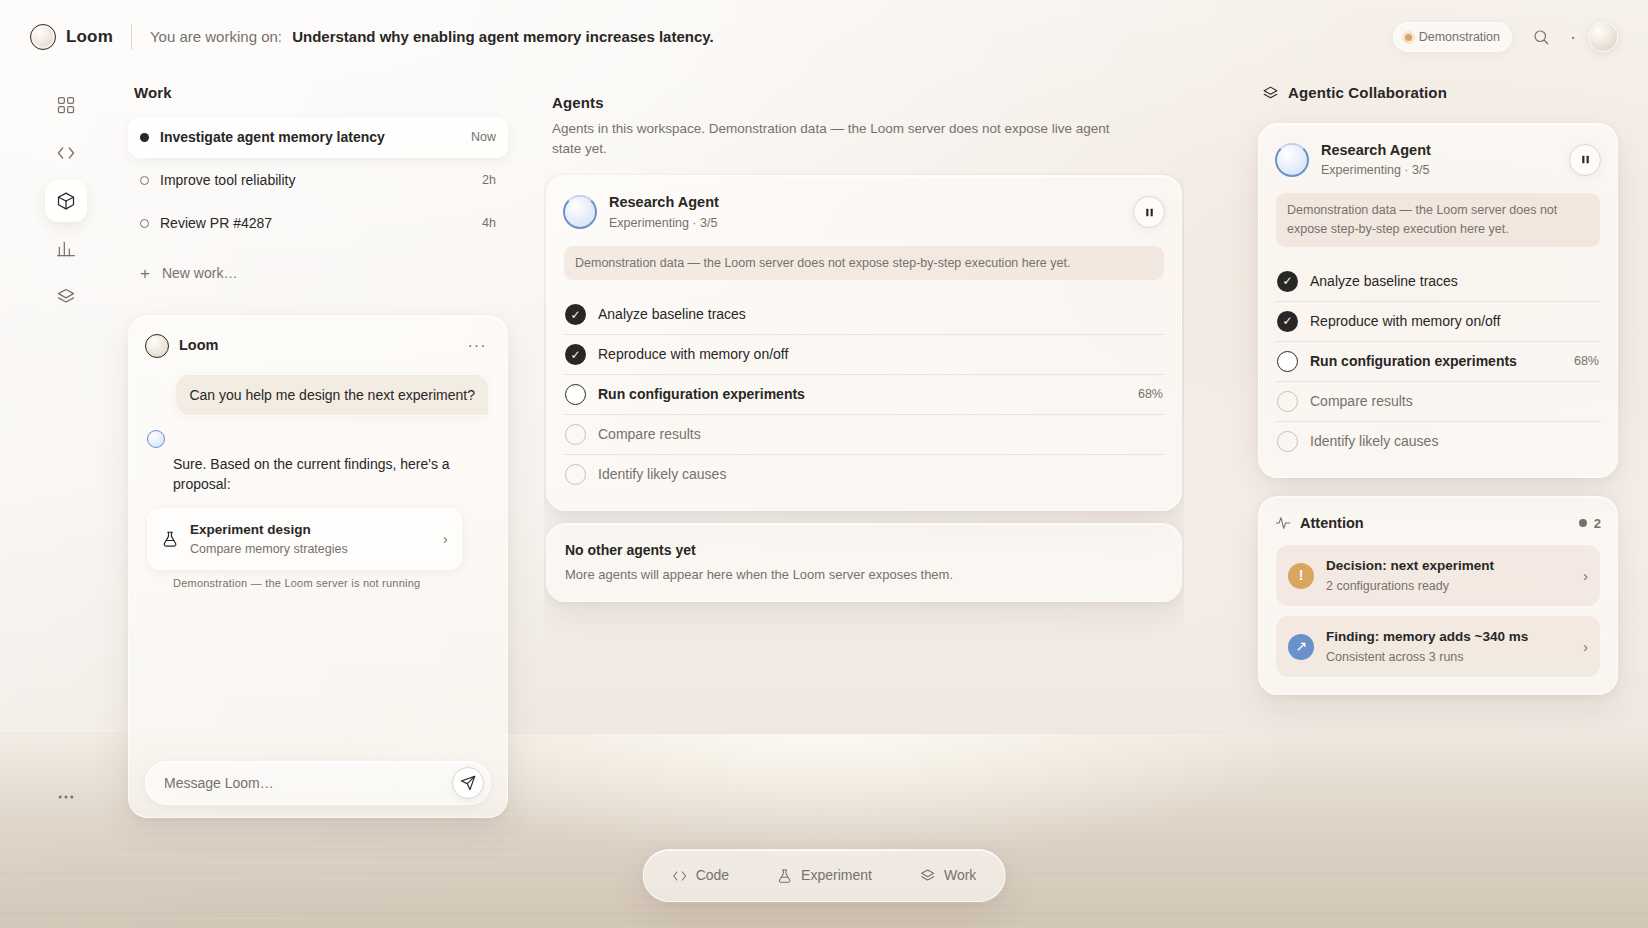 Loom
You are working on: Understand why enabling agent memory increases latency.
Demonstration
Work
Investigate agent memory latency
Now
Improve tool reliability
2h
Review PR #4287
4h
+ New work…
Loom
Can you help me design the next experiment?
Sure. Based on the current findings, here's a
proposal:
Experiment design
Compare memory strategies
Demonstration — the Loom server is not running
Message Loom…
Agents
Agents in this workspace. Demonstration data — the Loom server does not expose live agent
state yet.
Research Agent
Experimenting · 3/5
Demonstration data — the Loom server does not expose step-by-step execution here yet.
Analyze baseline traces
Reproduce with memory on/off
Run configuration experiments
68%
Compare results
Identify likely causes
No other agents yet
More agents will appear here when the Loom server exposes them.
Agentic Collaboration
Research Agent
Experimenting · 3/5
Demonstration data — the Loom server does not
expose step-by-step execution here yet.
Analyze baseline traces
Reproduce with memory on/off
Run configuration experiments
68%
Compare results
Identify likely causes
Attention
2
Decision: next experiment
2 configurations ready
Finding: memory adds ~340 ms
Consistent across 3 runs
Code
Experiment
Work